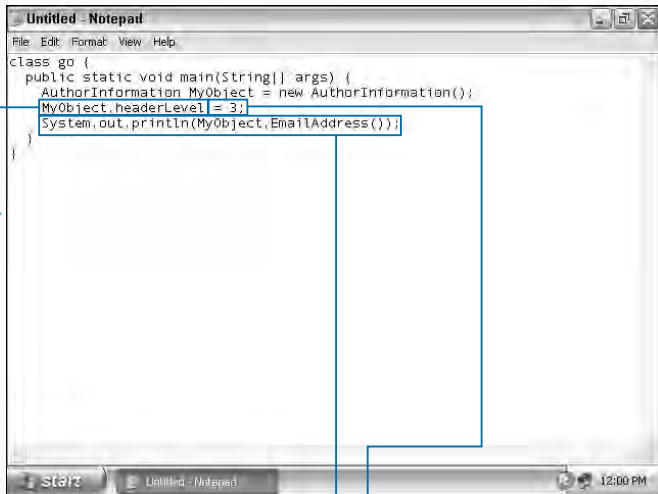 Untitled - Notepad
File Edit Format View Help
class go {
public static void main(String[] args) {
AuthorInformation MyObject = new AuthorInformation();
MyObject.headerLevel = 3;
System.out.println(MyObject.EmailAddress());
}
}
start Untitled - Notepad 12:00 PM